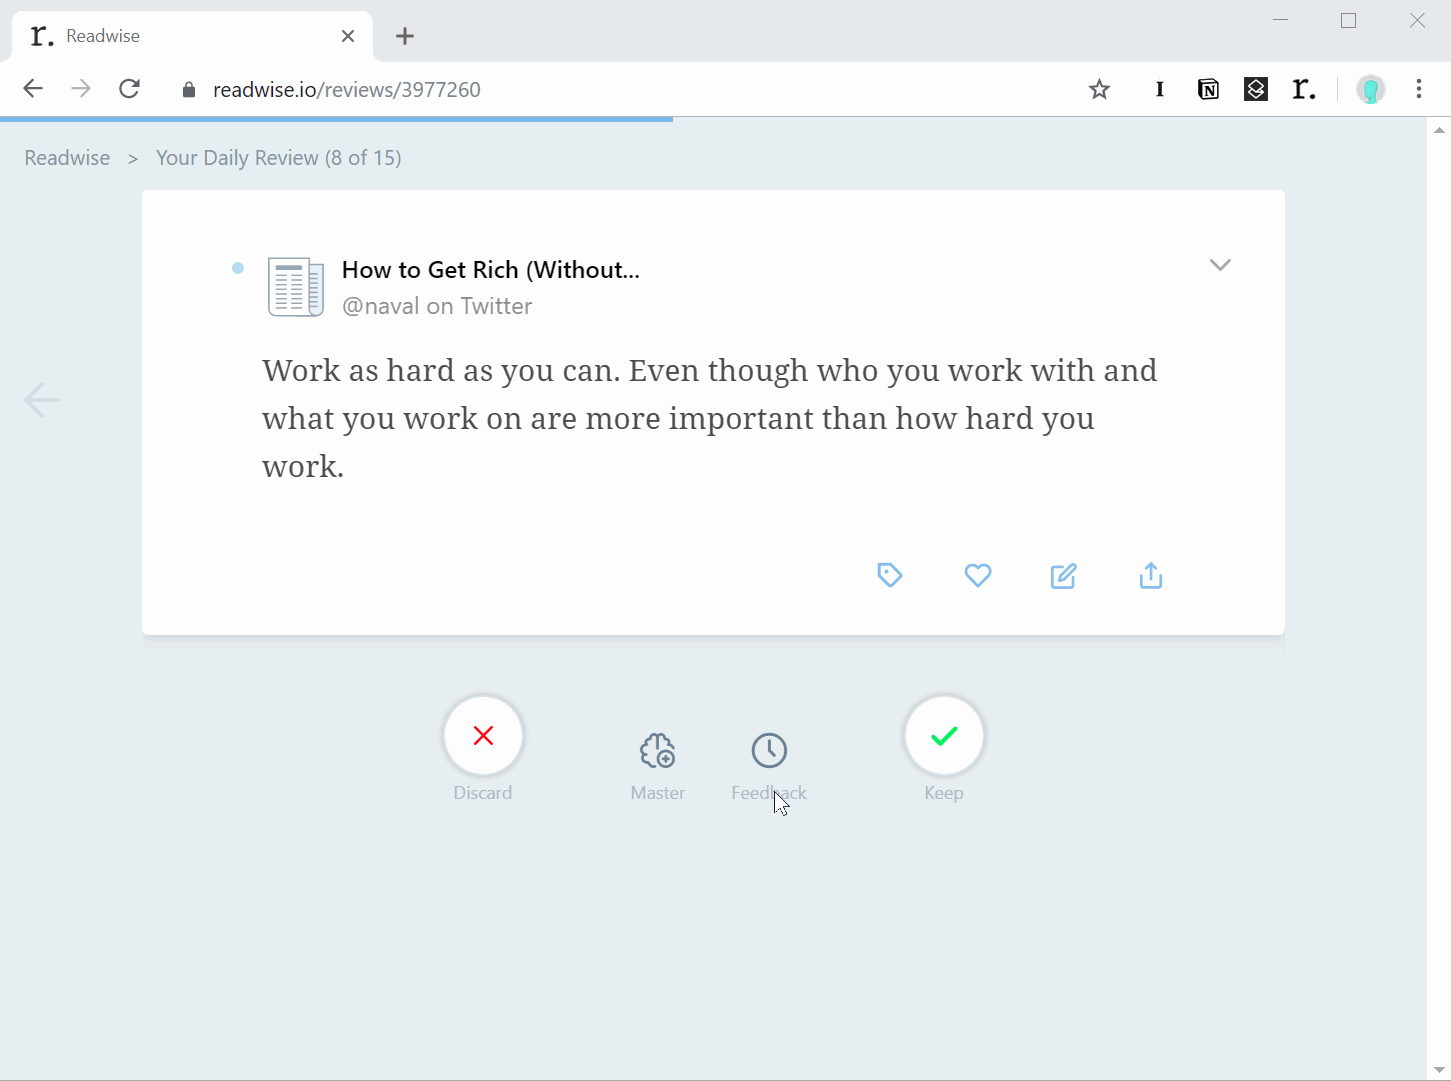 r. Readwise
readwise.io/reviews/3977260
I N r.
Readwise > Your Daily Review (8 of 15)
How to Get Rich (Without...
@naval on Twitter
Work as hard as you can. Even though who you work with and
what you work on are more important than how hard you
work.
Discard Master Feedback Keep